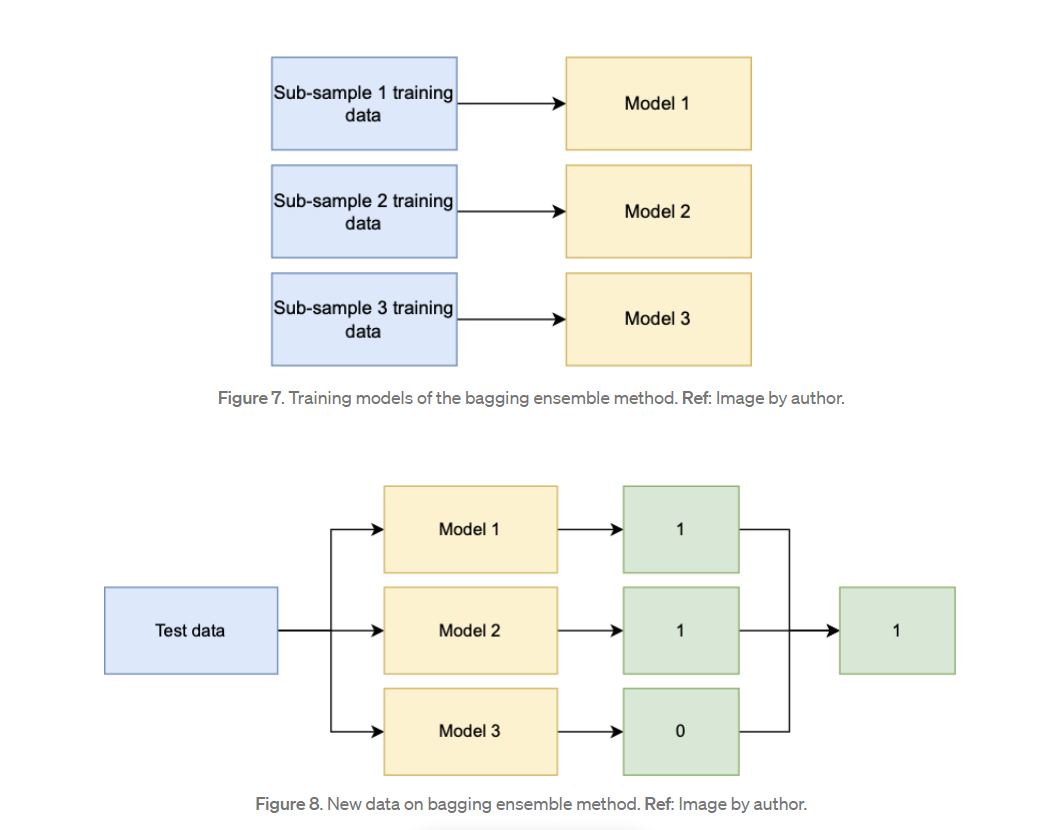 Sub-sample 1 training
data
Model 1
Sub-sample 2 training
data
Model 2
Sub-sample 3 training
data
Model 3
Figure 7. Training models of the bagging ensemble method. Ref: Image by author.
Model 1
1
Test data
Model 2
1
1
Model 3
0
Figure 8. New data on bagging ensemble method. Ref: Image by author.